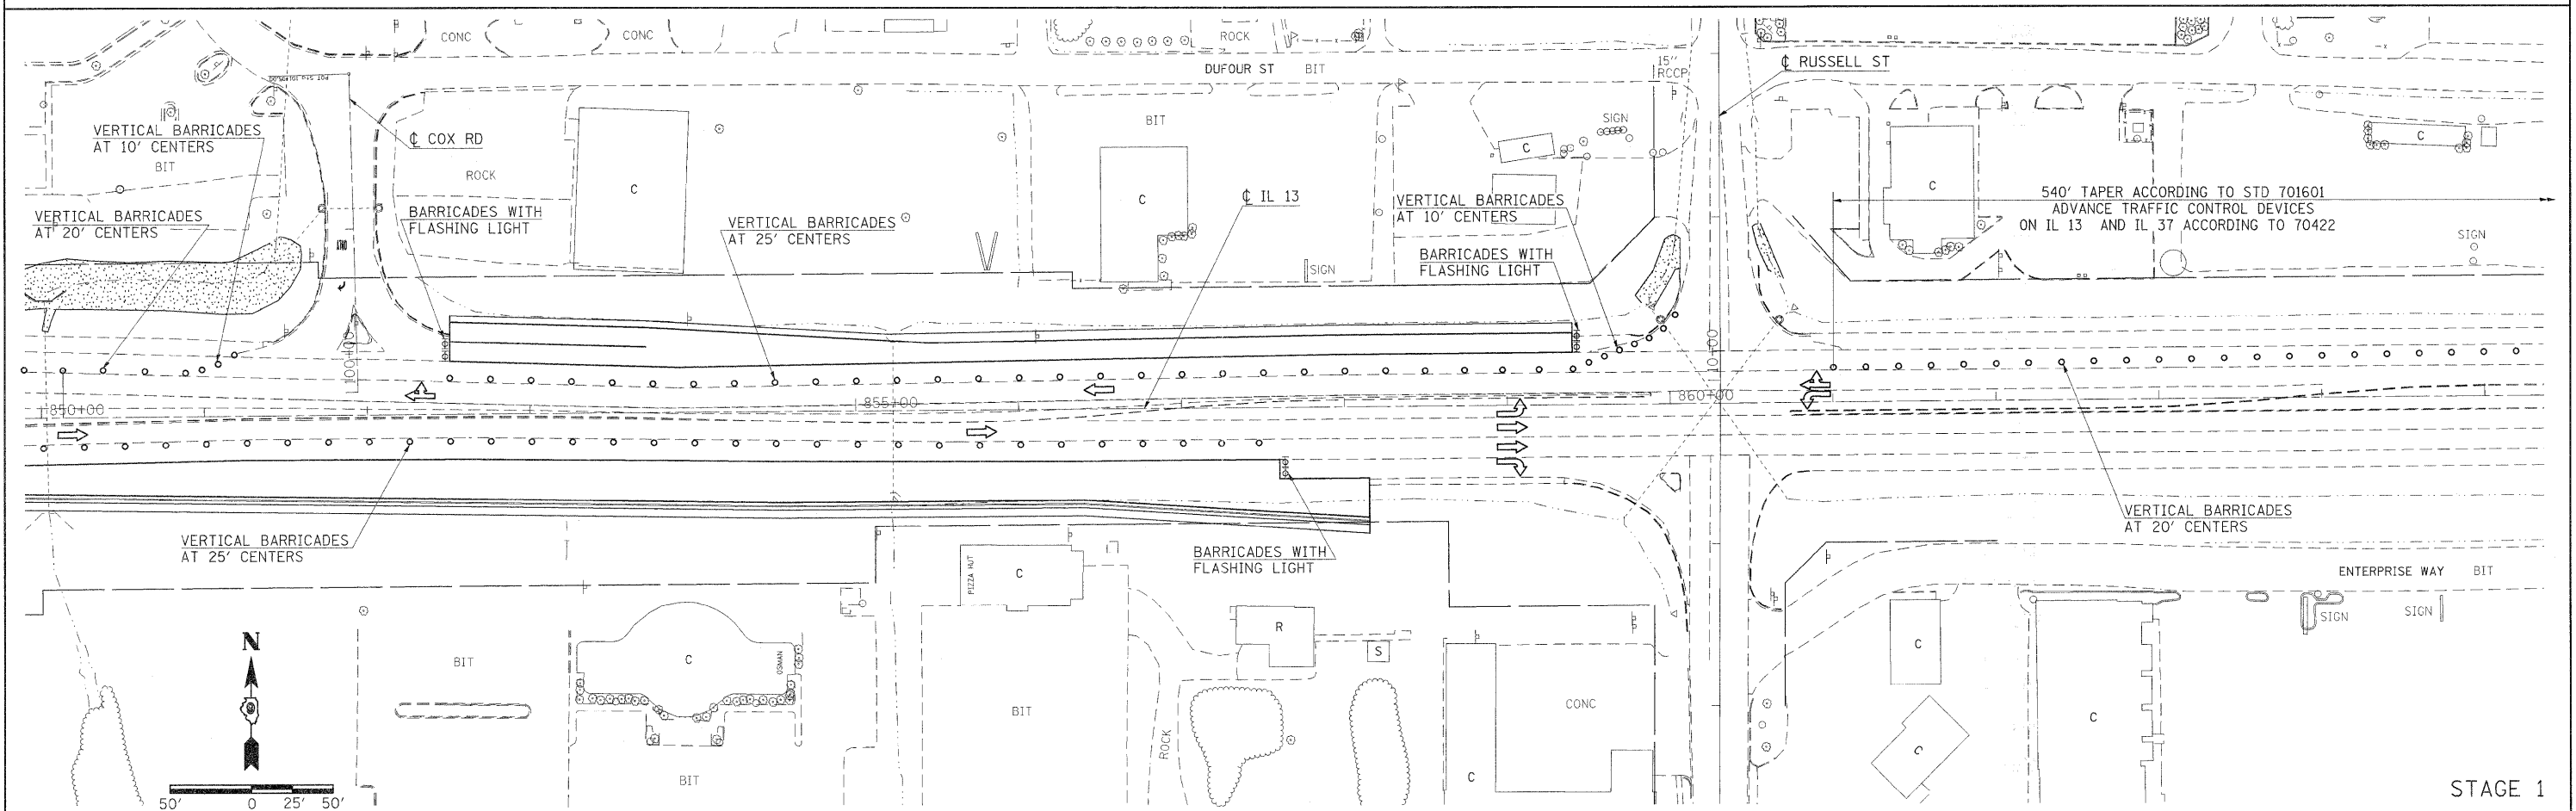 CONC
CONC
ROCK
DUFOUR ST
BIT
15"
RCCP
℄ RUSSELL ST
VERTICAL BARRICADES
AT 10' CENTERS
BIT
℄ COX RD
BIT
SIGN
ROCK
C
C
C
C
C
VERTICAL BARRICADES
AT 20' CENTERS
BARRICADES WITH
FLASHING LIGHT
VERTICAL BARRICADES
AT 25' CENTERS
℄ IL 13
VERTICAL BARRICADES
AT 10' CENTERS
540' TAPER ACCORDING TO STD 701601
ADVANCE TRAFFIC CONTROL DEVICES
ON IL 13 AND IL 37 ACCORDING TO 70422
SIGN
SIGN
BARRICADES WITH
FLASHING LIGHT
100+00
10+00
850+00
855+00
860+00
VERTICAL BARRICADES
AT 25' CENTERS
BARRICADES WITH
FLASHING LIGHT
VERTICAL BARRICADES
AT 20' CENTERS
PIZZA HUT
C
ENTERPRISE WAY
BIT
SIGN
SIGN
N
BIT
C
OSMAN
R
S
C
BIT
ROCK
CONC
C
C
C
BIT
50'
0
25'
50'
STAGE 1